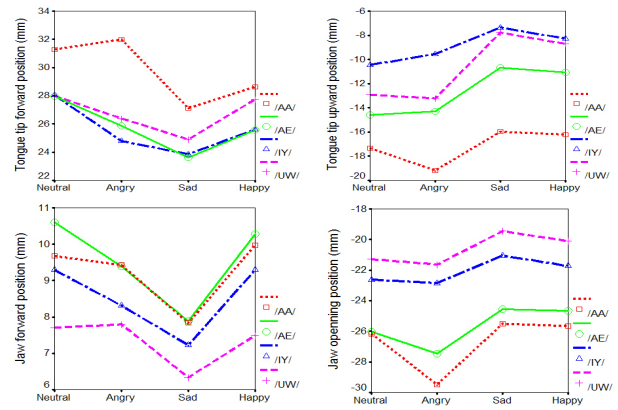 Tongue tip forward position (mm)
34
32
30
28
26
24
22
Neutral Angry Sad Happy
/AA/
/AE/
/IY/
/UW/
Tongue tip upward position (mm)
-6
-8
-10
-12
-14
-16
-18
-20
Neutral Angry Sad Happy
/AA/
/AE/
/IY/
/UW/
Jaw forward position (mm)
11
10
9
8
7
6
Neutral Angry Sad Happy
/AA/
/AE/
/IY/
/UW/
Jaw openning position (mm)
-18
-20
-22
-24
-26
-28
-30
Neutral Angry Sad Happy
/AA/
/AE/
/IY/
/UW/